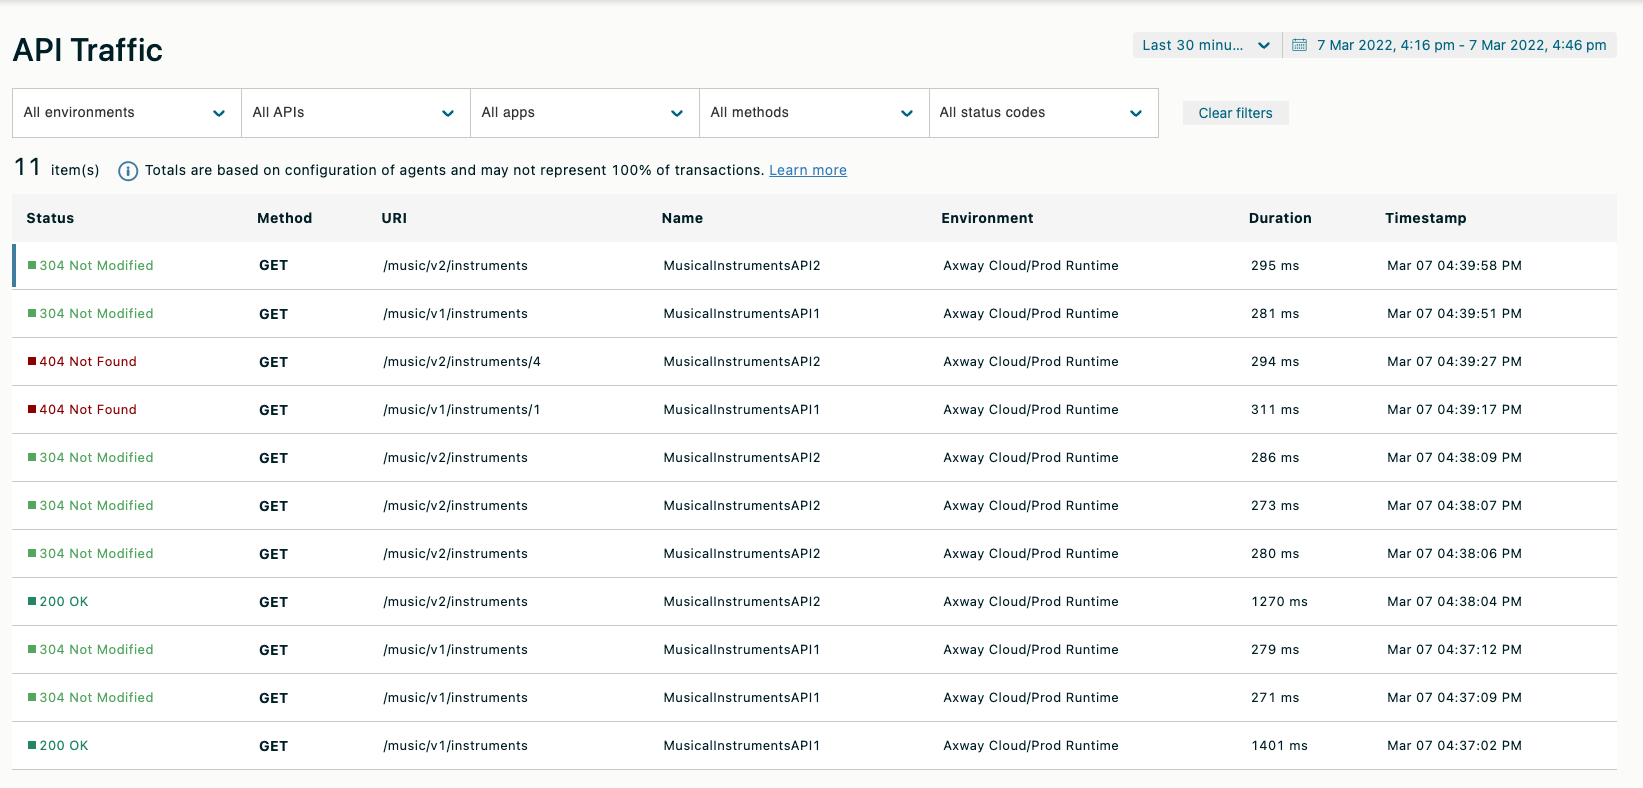 API Traffic
Last 30 minu... 7 Mar 2022, 4:16 pm - 7 Mar 2022, 4:46 pm
All environments All APIs All apps All methods All status codes Clear filters
11 item(s) Totals are based on configuration of agents and may not represent 100% of transactions. Learn more
Status Method URI Name Environment Duration Timestamp
304 Not Modified GET /music/v2/instruments MusicalInstrumentsAPI2 Axway Cloud/Prod Runtime 295 ms Mar 07 04:39:58 PM
304 Not Modified GET /music/v1/instruments MusicalInstrumentsAPI1 Axway Cloud/Prod Runtime 281 ms Mar 07 04:39:51 PM
404 Not Found GET /music/v2/instruments/4 MusicalInstrumentsAPI2 Axway Cloud/Prod Runtime 294 ms Mar 07 04:39:27 PM
404 Not Found GET /music/v1/instruments/1 MusicalInstrumentsAPI1 Axway Cloud/Prod Runtime 311 ms Mar 07 04:39:17 PM
304 Not Modified GET /music/v2/instruments MusicalInstrumentsAPI2 Axway Cloud/Prod Runtime 286 ms Mar 07 04:38:09 PM
304 Not Modified GET /music/v2/instruments MusicalInstrumentsAPI2 Axway Cloud/Prod Runtime 273 ms Mar 07 04:38:07 PM
304 Not Modified GET /music/v2/instruments MusicalInstrumentsAPI2 Axway Cloud/Prod Runtime 280 ms Mar 07 04:38:06 PM
200 OK GET /music/v2/instruments MusicalInstrumentsAPI2 Axway Cloud/Prod Runtime 1270 ms Mar 07 04:38:04 PM
304 Not Modified GET /music/v1/instruments MusicalInstrumentsAPI1 Axway Cloud/Prod Runtime 279 ms Mar 07 04:37:12 PM
304 Not Modified GET /music/v1/instruments MusicalInstrumentsAPI1 Axway Cloud/Prod Runtime 271 ms Mar 07 04:37:09 PM
200 OK GET /music/v1/instruments MusicalInstrumentsAPI1 Axway Cloud/Prod Runtime 1401 ms Mar 07 04:37:02 PM